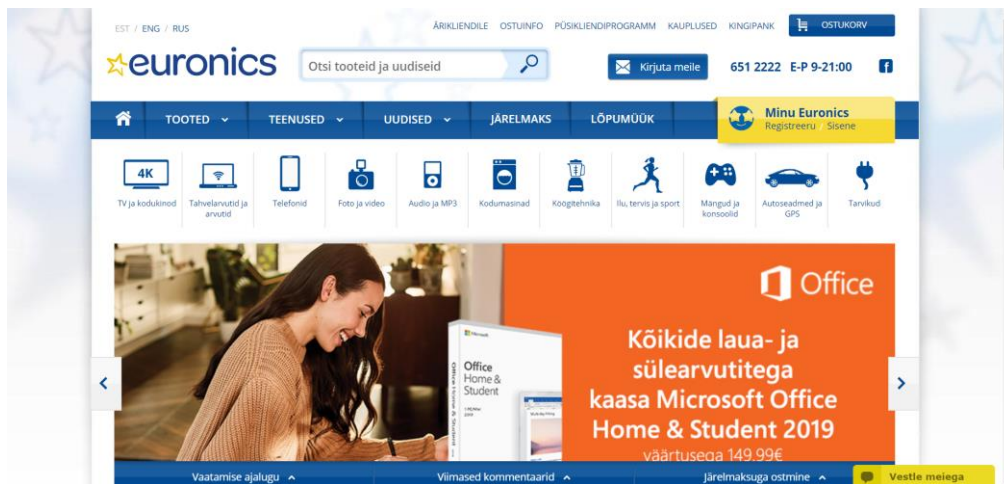 EST / ENG / RUS
ÄRIKLIENDILE OSTUINFO PÜSIKLIENDIPROGRAMM KAUPLUSED KINGIPANK OSTUKORV
euronics
Otsi tooteid ja uudiseid
Kirjuta meile
651 2222 E-P 9-21:00
f
TOOTED
TEENUSED
UUDISED
JÄRELMAKS
LÕPUMÜÜK
Minu Euronics
Registreeru / Sisene
4K
TV ja kodukinod
Tahvelarvutid ja
arvutid
Telefonid
Foto ja video
Audio ja MP3
Kodumasinad
Köögitehnika
Ilu, tervis ja sport
Mängud ja
konsoolid
Autoseadmed ja
GPS
Tarvikud
Office
Kõikide laua- ja
sülearvutitega
kaasa Microsoft Office
Home & Student 2019
väärtusega 149,99€
Microsoft
Office
Home &
Student
Office Home & Student
Vaatamise ajalugu
Viimased kommentaarid
Järelmaksuga ostmine
Vestle meiega